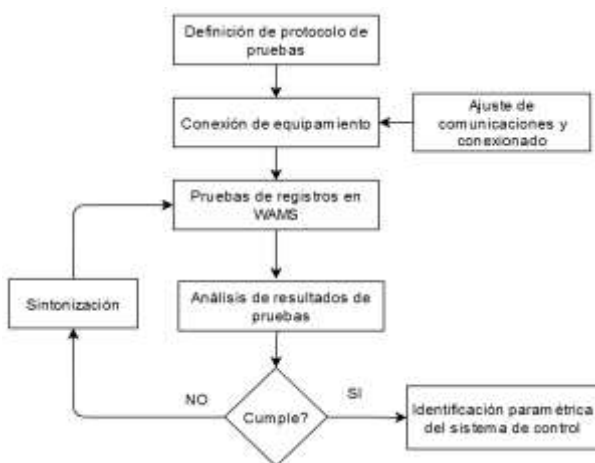 Definición de protocolo de
pruebas
Conexión de equipamiento
Ajuste de
comunicaciones y
conexionado
Pruebas de registros en
WAMS
Sintonización
Análisis de resultados de
pruebas
NO
SI
Cumple?
Identificación paramétrica
del sistema de control